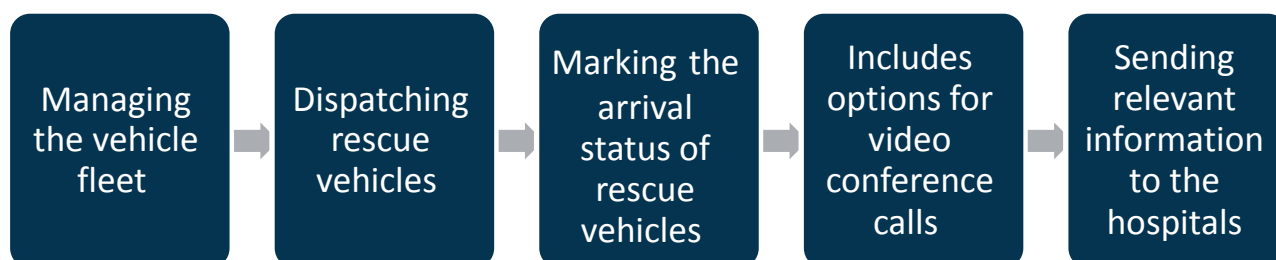 Managing
the vehicle
fleet
Dispatching
rescue
vehicles
Marking the
arrival
status of
rescue
vehicles
Includes
options for
video
conference
calls
Sending
relevant
information
to the
hospitals